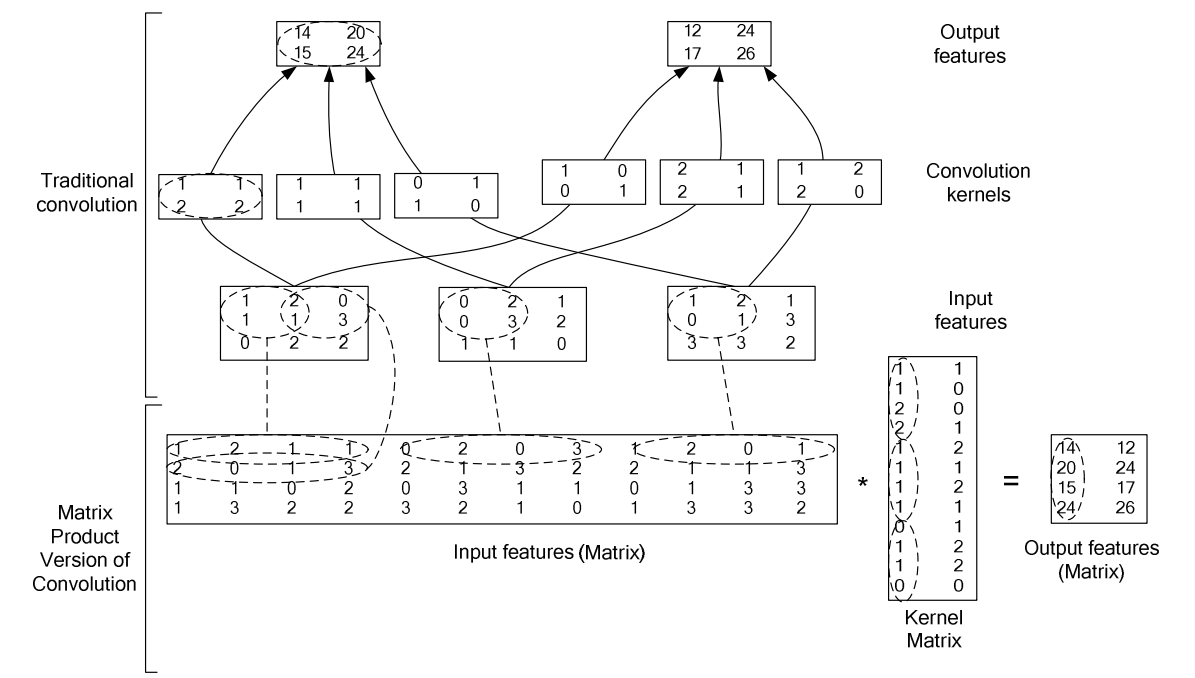 14 20
15 24
12 24
17 26
Output
features
Traditional
convolution
1 1
2 2
1 1
1 1
0 1
1 0
1 0
0 1
2 1
2 1
1 2
2 0
Convolution
kernels
1 2 0
1 1 3
0 2 2
0 2 1
0 3 2
1 1 0
1 2 1
0 1 3
3 3 2
Input
features
Matrix
Product
Version of
Convolution
1 2 1 1 0 2 0 3 1 2 0 1
2 0 1 3 2 1 3 2 2 1 1 3
1 1 0 2 0 3 1 1 0 1 3 3
1 3 2 2 3 2 1 0 1 3 3 2
Input features (Matrix)
*
1 1
1 0
2 0
2 1
1 2
1 1
1 2
1 1
0 1
1 2
1 2
0 0
Kernel
Matrix
=
14 12
20 24
15 17
24 26
Output features
(Matrix)